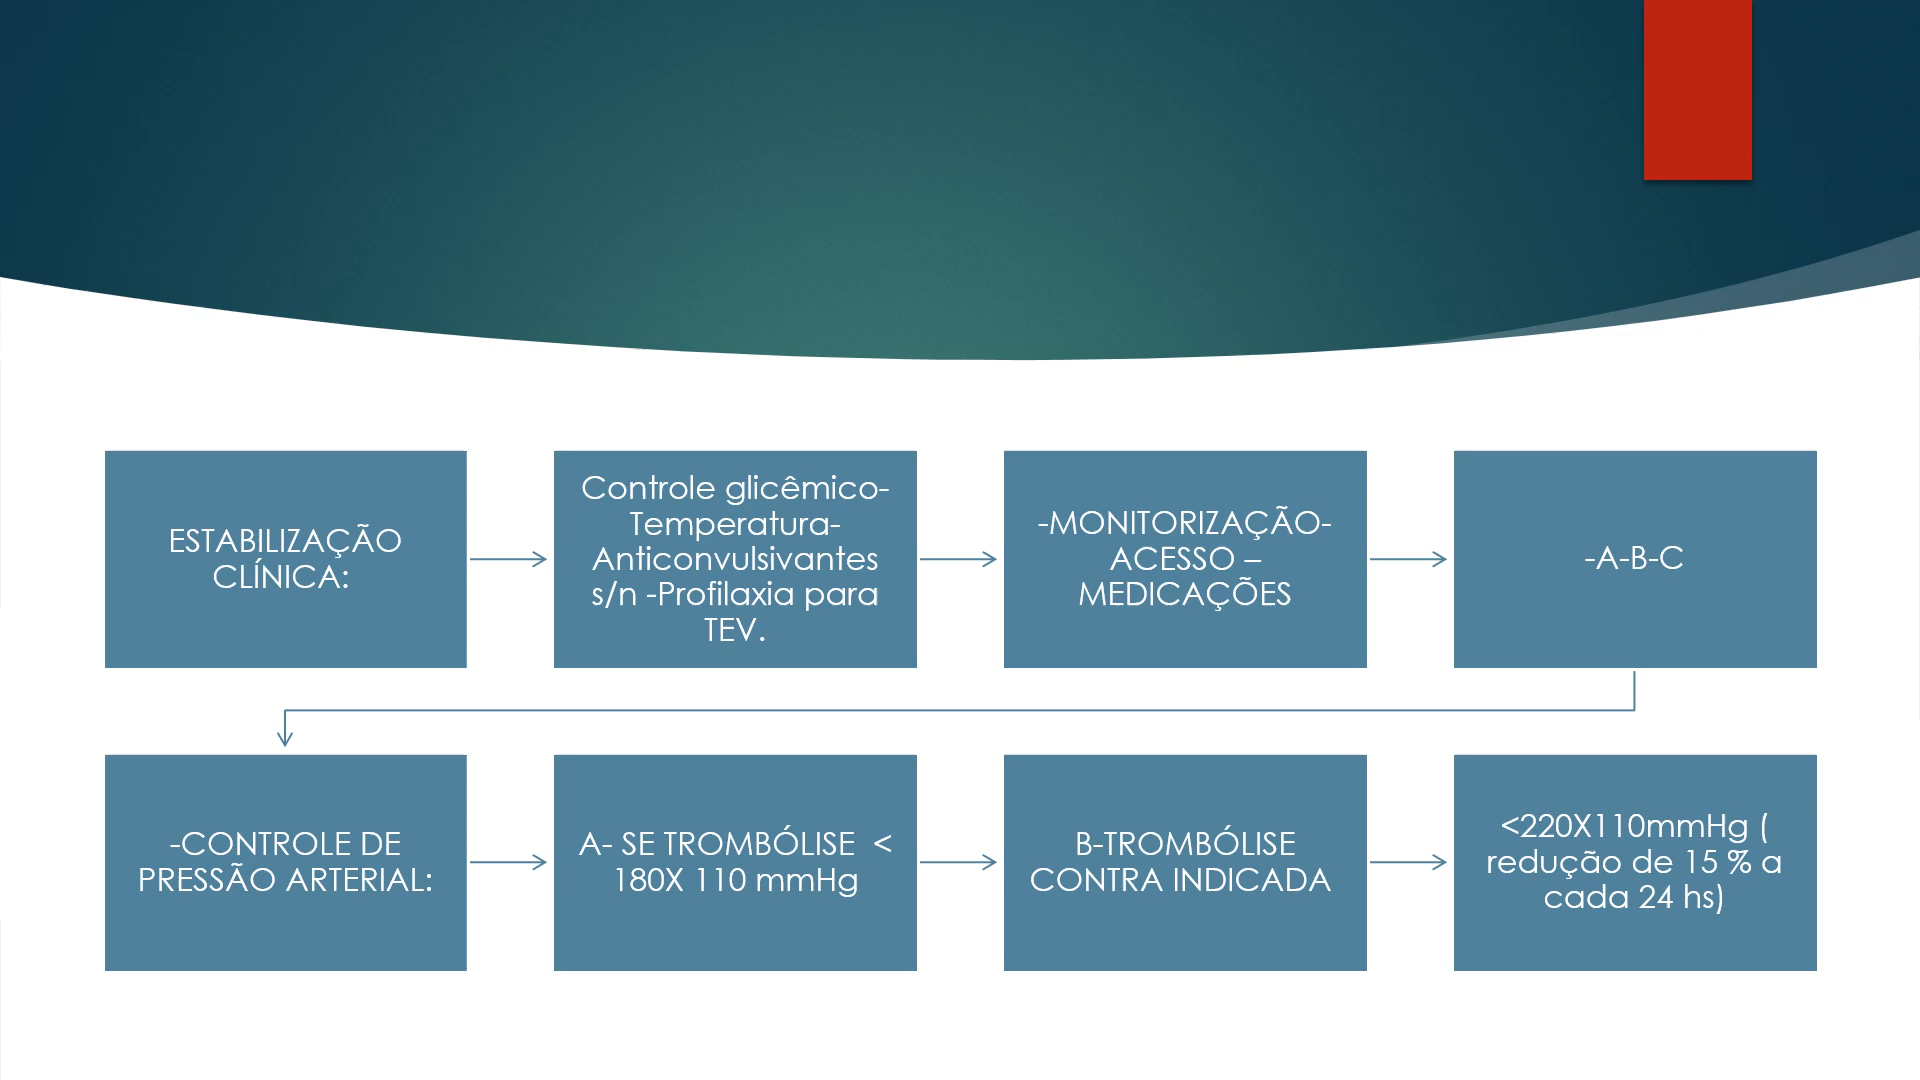 ESTABILIZAÇÃO
CLÍNICA:
Controle glicêmico-
Temperatura-
Anticonvulsivantes
s/n -Profilaxia para
TEV.
-MONITORIZAÇÃO-
ACESSO –
MEDICAÇÕES
-A-B-C
-CONTROLE DE
PRESSÃO ARTERIAL:
A- SE TROMBÓLISE  <
180X 110 mmHg
B-TROMBÓLISE
CONTRA INDICADA
<220X110mmHg (
redução de 15 % a
cada 24 hs)